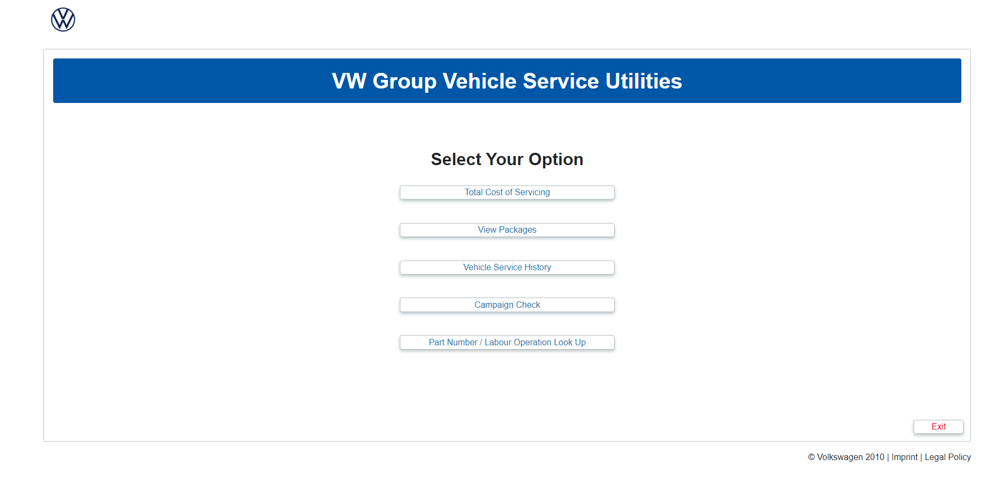 VW Group Vehicle Service Utilities
Select Your Option
Total Cost of Servicing
View Packages
Vehicle Service History
Campaign Check
Part Number / Labour Operation Look Up
Exit
© Volkswagen 2010 | Imprint | Legal Policy